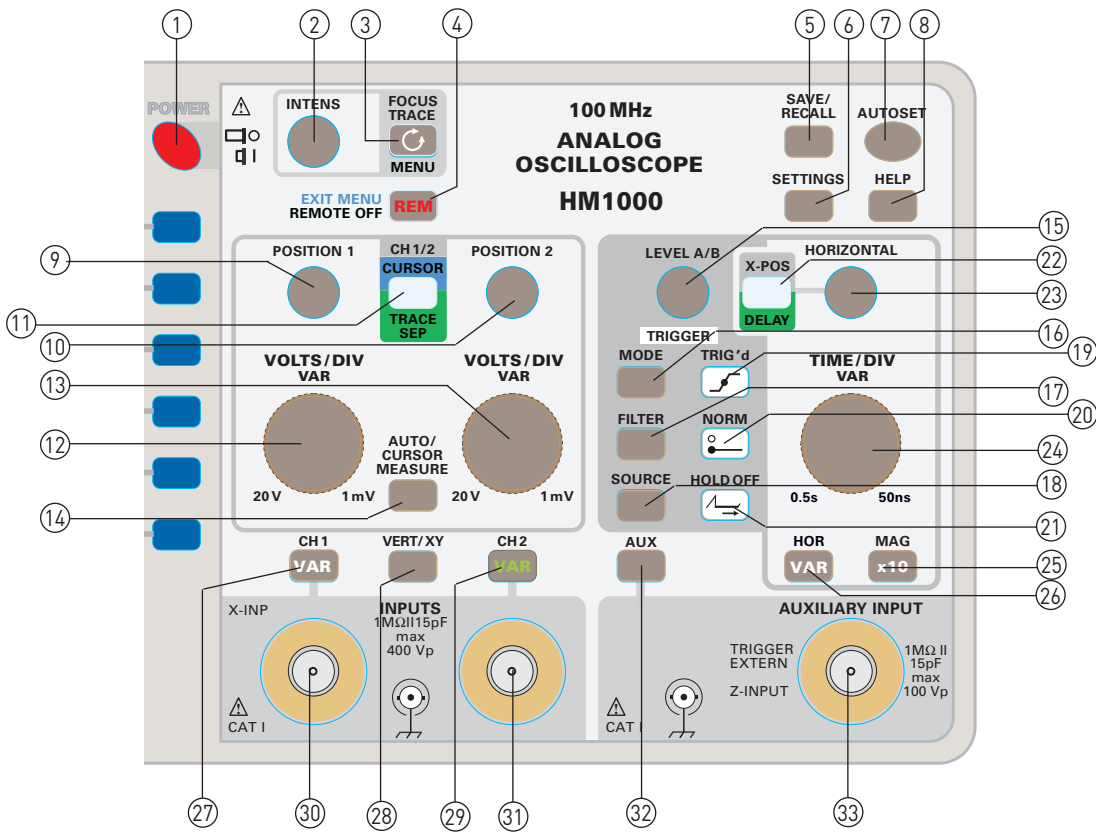 1
2
3
4
5
6
7
8
POWER
INTENS
FOCUS
TRACE
MENU
100 MHz
ANALOG
OSCILLOSCOPE
HM1000
SAVE/
RECALL
AUTOSET
SETTINGS
HELP
EXIT MENU
REMOTE OFF
REM
9
POSITION 1
CH 1/2
CURSOR
TRACE
SEP
POSITION 2
11
10
LEVEL A/B
X-POS
DELAY
HORIZONTAL
15
22
23
TRIGGER
16
13
VOLTS / DIV
VAR
VOLTS / DIV
VAR
MODE
TRIG'd
TIME / DIV
VAR
19
17
12
AUTO/
CURSOR
MEASURE
FILTER
NORM
20
24
20 V
1 mV
20 V
1 mV
SOURCE
HOLD OFF
0.5s
50ns
18
14
21
CH 1
VAR
VERT/XY
CH 2
VAR
AUX
HOR
VAR
MAG
x10
25
26
X-INP
INPUTS
1MΩII15pF
max
400 Vp
AUXILIARY INPUT
TRIGGER
EXTERN
Z-INPUT
1MΩ II
15pF
max
100 Vp
CAT I
CAT I
27
30
28
29
31
32
33